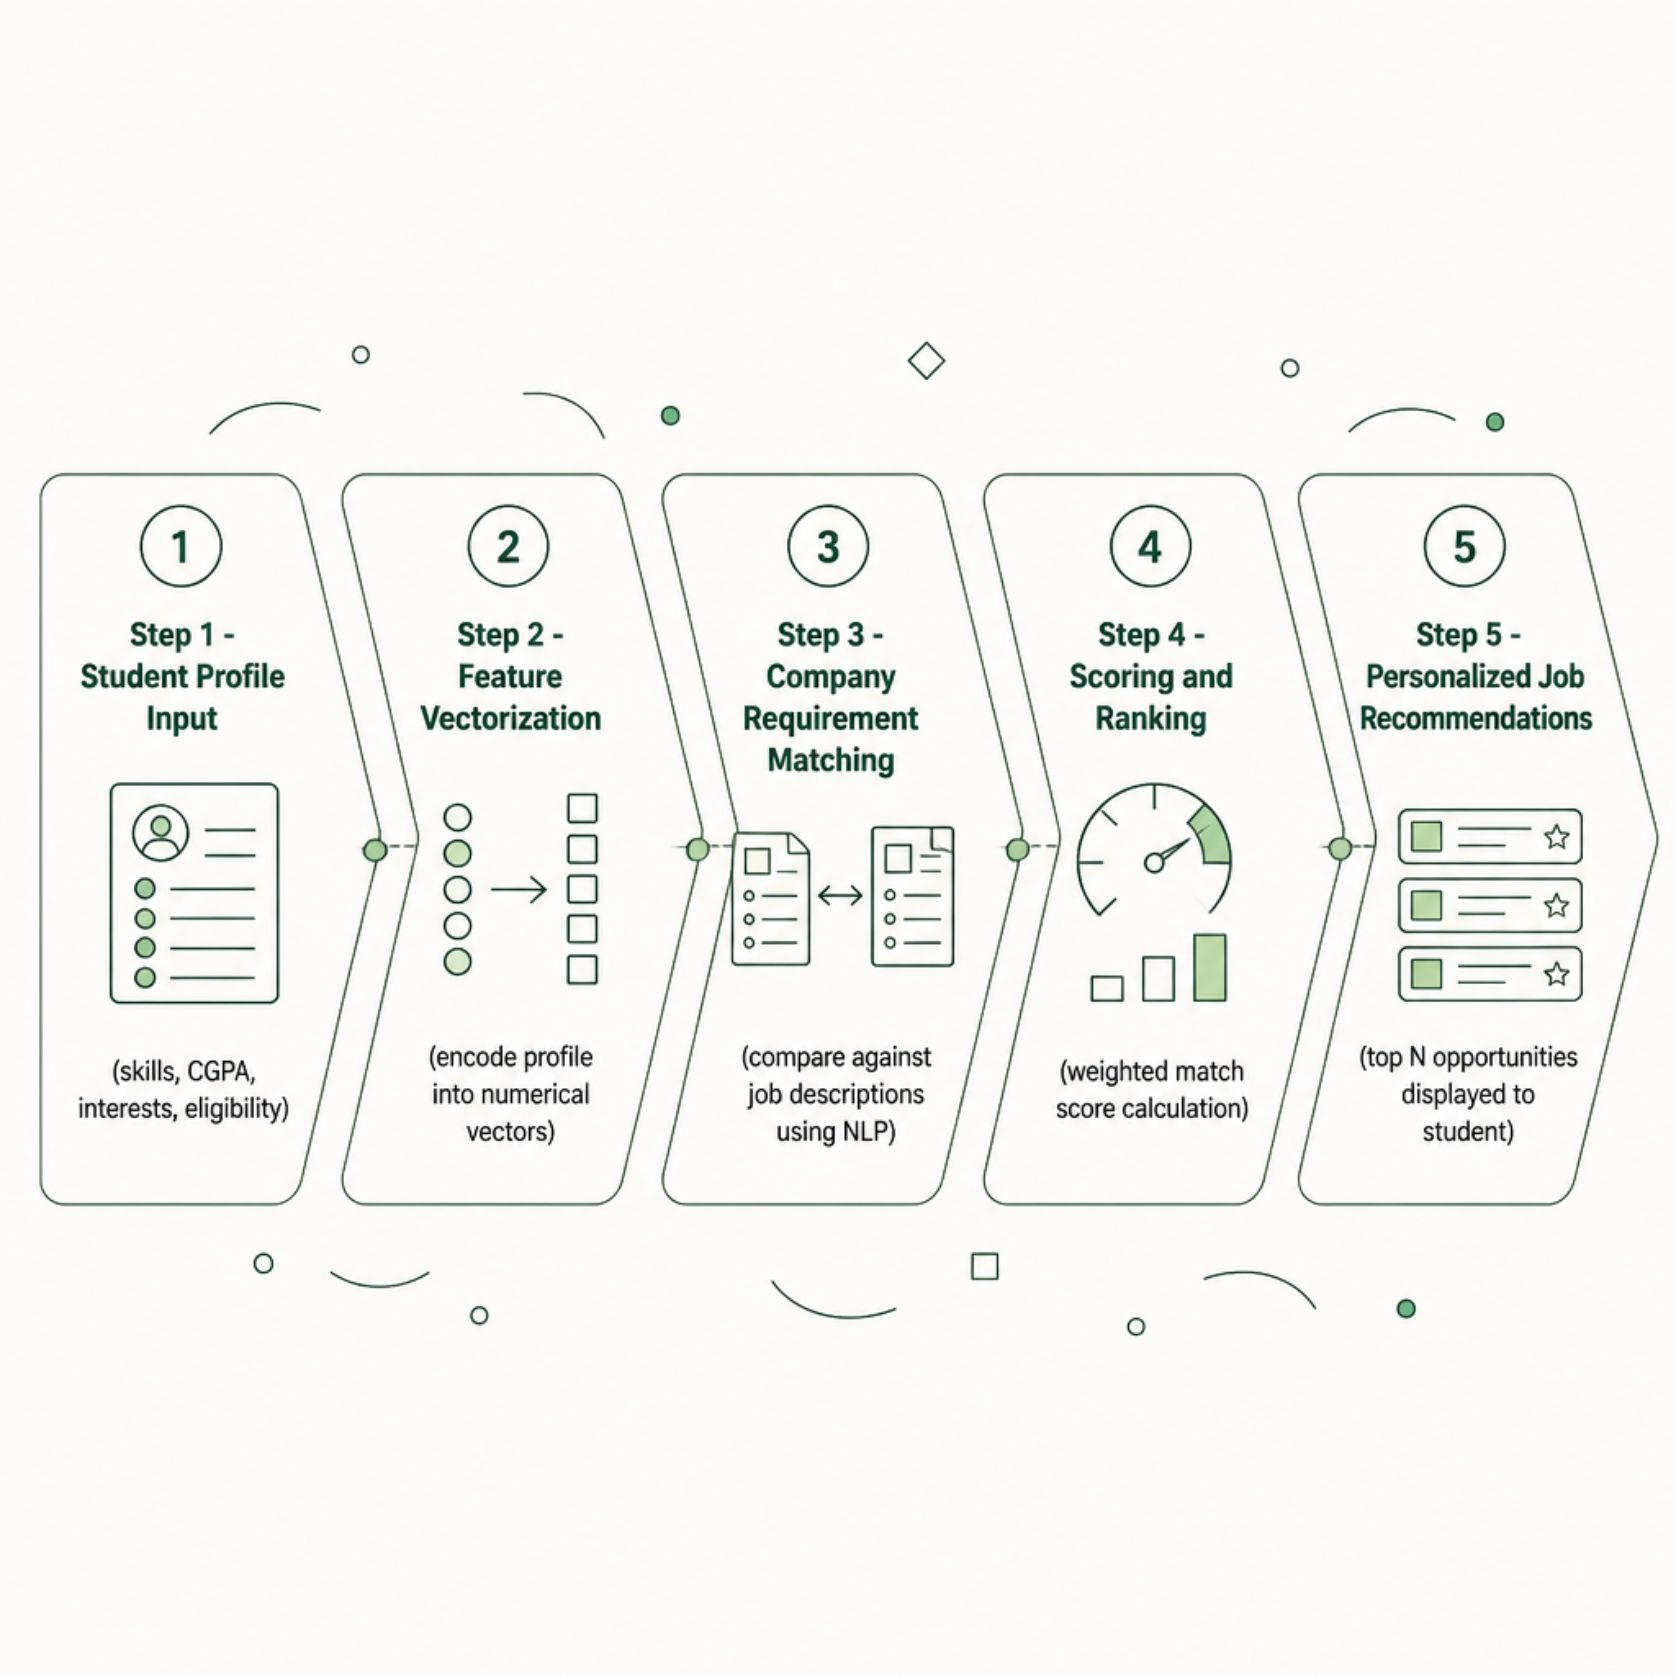 1
Step 1 -
Student Profile
Input
(skills, CGPA,
interests, eligibility)
2
Step 2 -
Feature
Vectorization
(encode profile
into numerical
vectors)
3
Step 3 -
Company
Requirement
Matching
(compare against
job descriptions
using NLP)
4
Step 4 -
Scoring and
Ranking
(weighted match
score calculation)
5
Step 5 -
Personalized Job
Recommendations
(top N opportunities
displayed to
student)